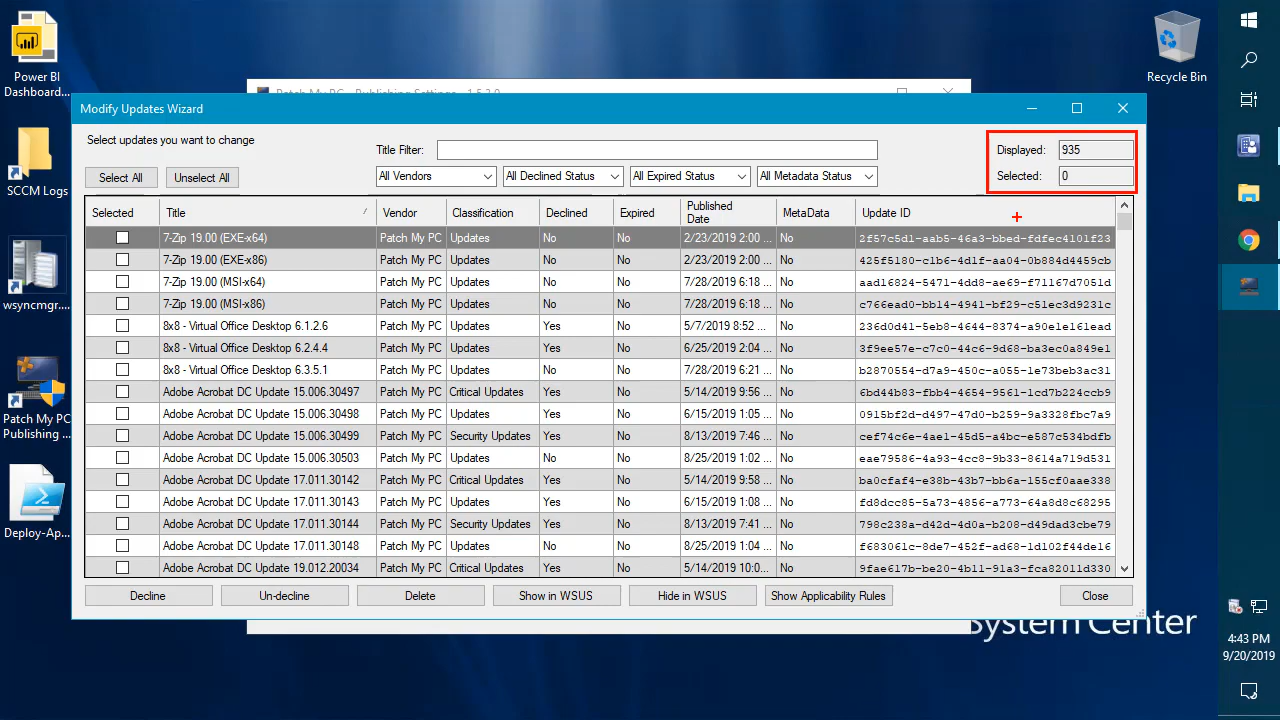 Power BI
Dashboard...
SCCM Logs
wsyncmgr....
Patch My PC
Publishing ...
Deploy-Ap...
Recycle Bin
Patch My PC - Publishing Settings - 1.5.3.0
Modify Updates Wizard
Select updates you want to change
Select All Unselect All
Title Filter:
All Vendors All Declined Status All Expired Status All Metadata Status
Displayed: 935
Selected: 0
Selected Title Vendor Classification Declined Expired Published Date MetaData Update ID
7-Zip 19.00 (EXE-x64) Patch My PC Updates No No 2/23/2019 2:00 ... No 2f57c5d1-aab5-46a3-bbed-fdfec4101f23
7-Zip 19.00 (EXE-x86) Patch My PC Updates No No 2/23/2019 2:00 ... No 425f5180-c1b6-4d1f-aa04-0b884d4459cb
7-Zip 19.00 (MSI-x64) Patch My PC Updates No No 7/28/2019 6:18 ... No aad16824-5471-4dd8-ae69-f71167d7051d
7-Zip 19.00 (MSI-x86) Patch My PC Updates No No 7/28/2019 6:18 ... No c766ead0-bb14-4941-bf29-c51ec3d9231c
8x8 - Virtual Office Desktop 6.1.2.6 Patch My PC Updates Yes No 5/7/2019 8:52 ... No 236d0d41-5eb8-4644-8374-a90e1e161ead
8x8 - Virtual Office Desktop 6.2.4.4 Patch My PC Updates Yes No 6/25/2019 2:04 ... No 3f9ee57e-c7c0-44c6-9d68-ba3ec0a849e1
8x8 - Virtual Office Desktop 6.3.5.1 Patch My PC Updates No No 7/28/2019 6:21 ... No b2870554-d7a9-450c-a055-1e73beb3ac31
Adobe Acrobat DC Update 15.006.30497 Patch My PC Critical Updates Yes No 5/14/2019 9:56 ... No 6bd44b83-fbb4-4654-9561-1cd7b224ccb9
Adobe Acrobat DC Update 15.006.30498 Patch My PC Updates Yes No 6/15/2019 1:05 ... No 0915bf2d-d497-47d0-b259-9a3328fbc7a9
Adobe Acrobat DC Update 15.006.30499 Patch My PC Security Updates Yes No 8/13/2019 7:46 ... No cef74c6e-4ae1-45d5-a4bc-e587c534bdfb
Adobe Acrobat DC Update 15.006.30503 Patch My PC Updates No No 8/25/2019 1:02 ... No eae79586-4a93-4cc8-9b33-8614a719d531
Adobe Acrobat DC Update 17.011.30142 Patch My PC Critical Updates Yes No 5/14/2019 9:58 ... No ba0cfaf4-e38b-43b7-bb6a-155cf0aae338
Adobe Acrobat DC Update 17.011.30143 Patch My PC Updates Yes No 6/15/2019 1:08 ... No fd8dcc85-5a73-4856-a773-64a8d8c68295
Adobe Acrobat DC Update 17.011.30144 Patch My PC Security Updates Yes No 8/13/2019 7:41 ... No 798c238a-d42d-4d0a-b208-d49dad3cbe79
Adobe Acrobat DC Update 17.011.30148 Patch My PC Updates No No 8/25/2019 1:04 ... No f683061c-8de7-452f-ad68-1d102f44de16
Adobe Acrobat DC Update 19.012.20034 Patch My PC Critical Updates Yes No 5/14/2019 10:0... No 9fae617b-be20-4b11-91a3-fca82011d330
Decline Un-decline Delete Show in WSUS Hide in WSUS Show Applicability Rules Close
System Center
4:43 PM
9/20/2019